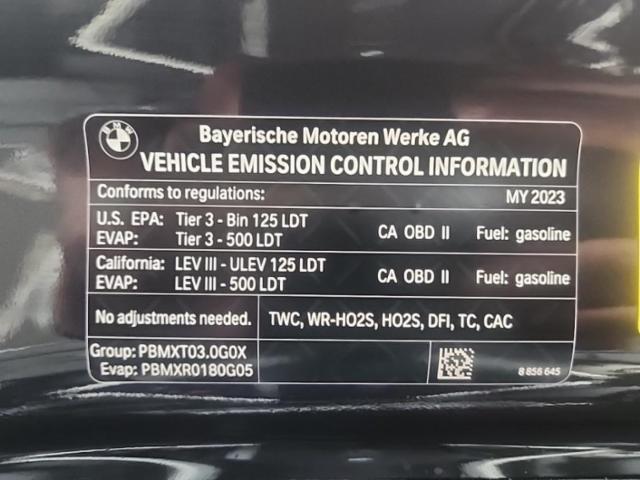 BMW
Bayerische Motoren Werke AG
VEHICLE EMISSION CONTROL INFORMATION
Conforms to regulations: MY 2023
U.S. EPA: Tier 3 - Bin 125 LDT CA OBD II Fuel: gasoline
EVAP: Tier 3 - 500 LDT
California: LEV III - ULEV 125 LDT CA OBD II Fuel: gasoline
EVAP: LEV III - 500 LDT
No adjustments needed. TWC, WR-HO2S, HO2S, DFI, TC, CAC
Group: PBMXT03.0G0X
Evap: PBMXR0180G05
8 856 645